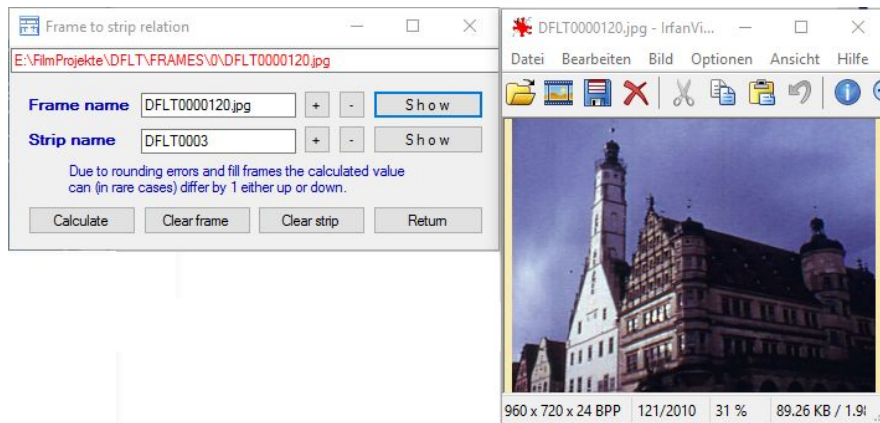 Frame to strip relation
E:\FilmProjekte\DFLT\FRAMES\0\DFLT0000120.jpg
Frame name DFLT0000120.jpg + - Show
Strip name DFLT0003 + - Show
Due to rounding errors and fill frames the calculated value
can (in rare cases) differ by 1 either up or down.
Calculate Clear frame Clear strip Return
DFLT0000120.jpg - IrfanVi...
Datei Bearbeiten Bild Optionen Ansicht Hilfe
960 x 720 x 24 BPP 121/2010 31 % 89.26 KB / 1.98